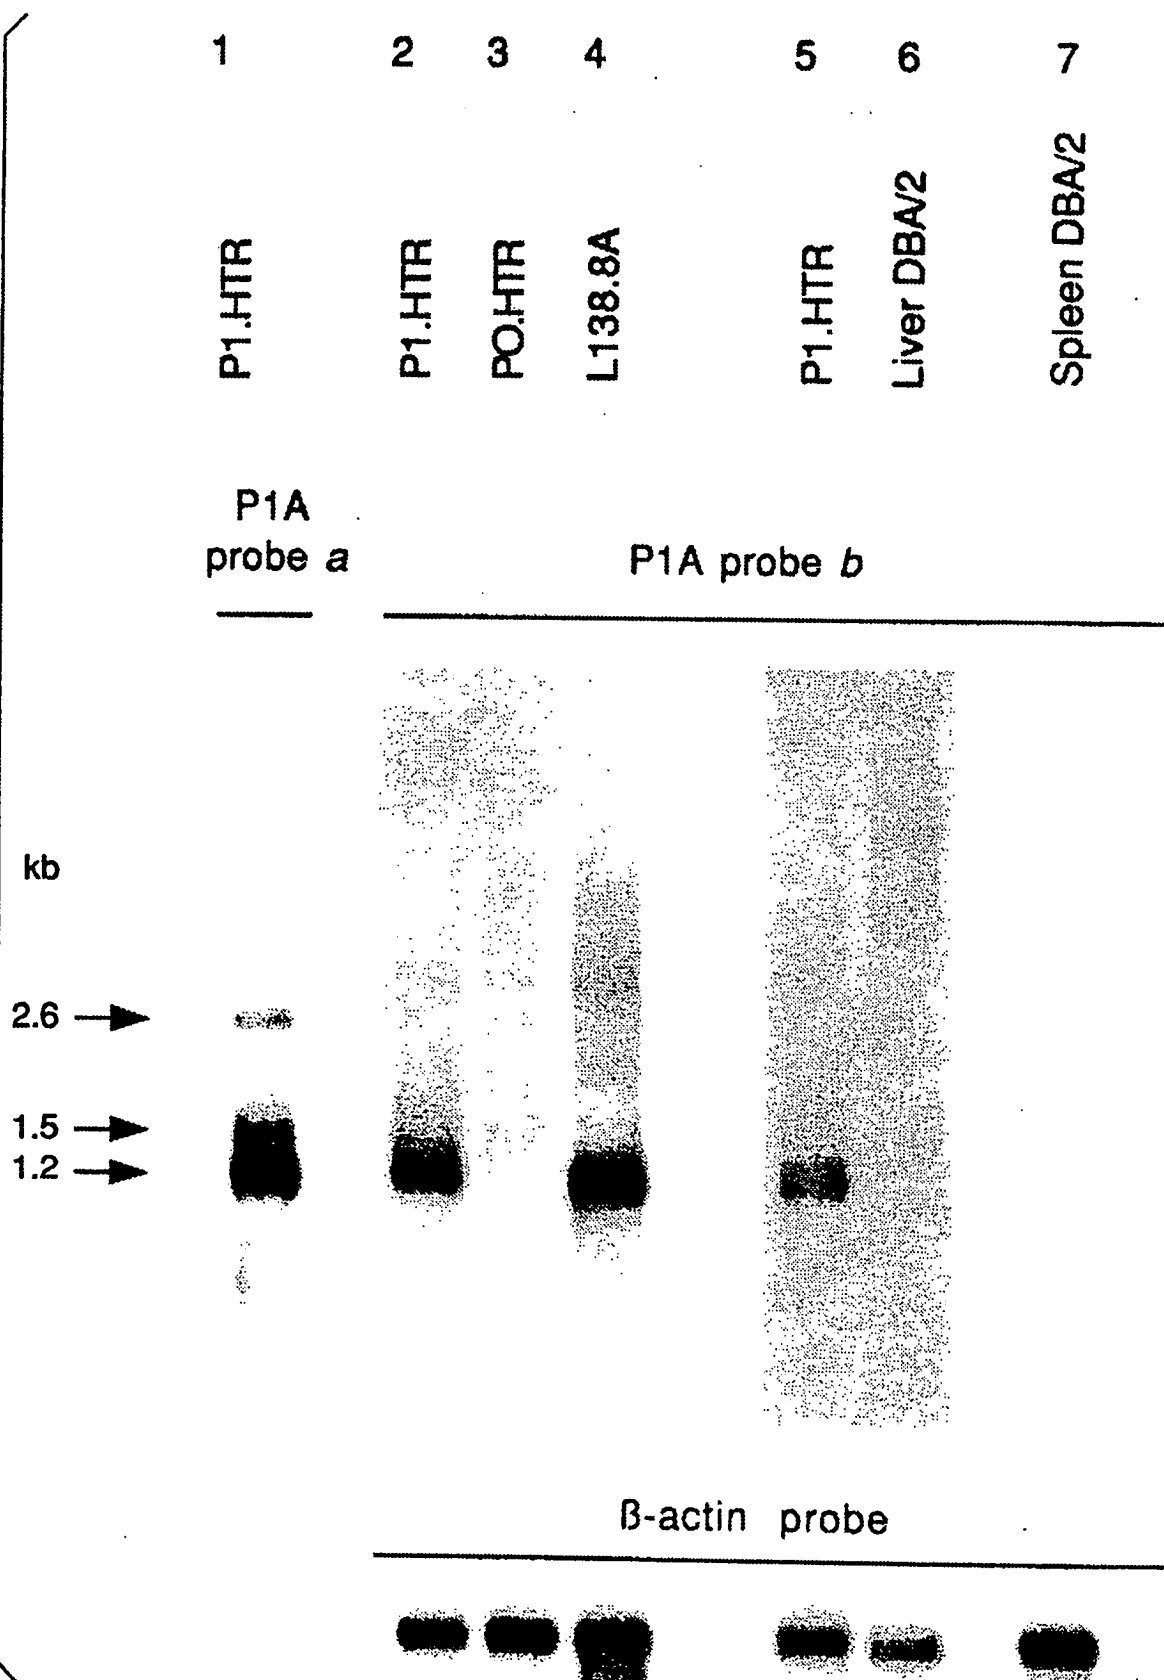 1 2 3 4 5 6 7
P1.HTR P1.HTR PO.HTR L138.8A P1.HTR Liver DBA/2 Spleen DBA/2
P1A
probe a
P1A probe b
kb
2.6
1.5
1.2
ß-actin probe